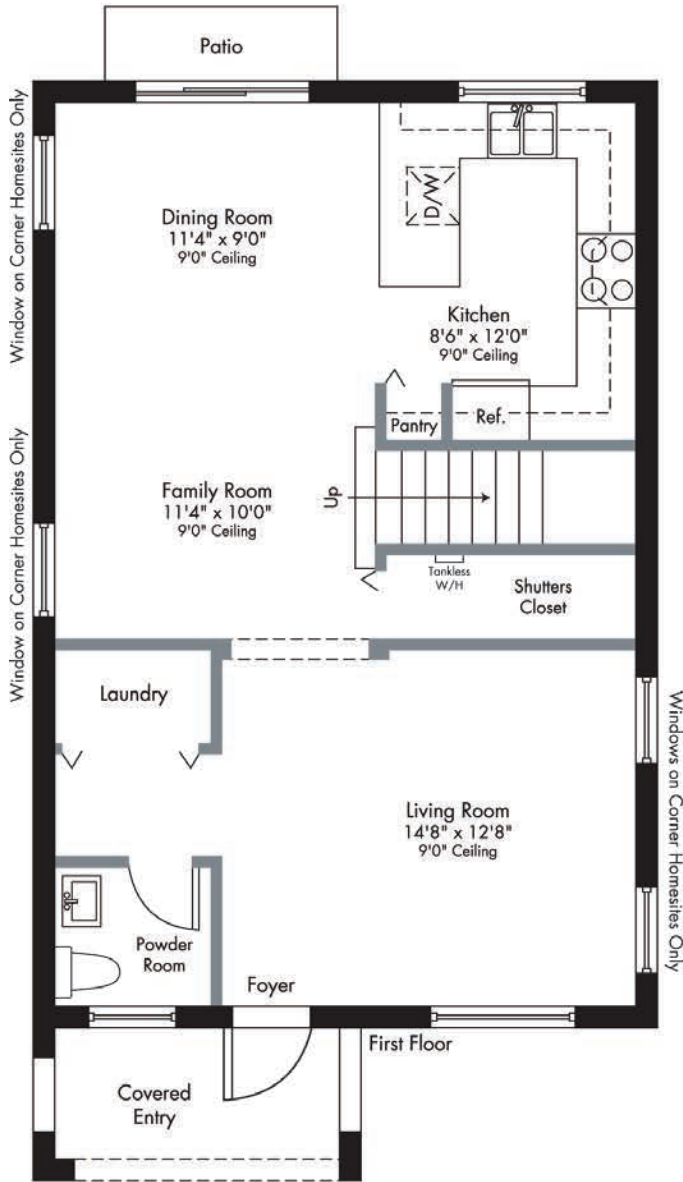 Patio
Window on Corner Homesites Only
Dining Room
11'4" x 9'0"
9'0" Ceiling
D/W
Kitchen
8'6" x 12'0"
9'0" Ceiling
Pantry
Ref.
Window on Corner Homesites Only
Family Room
11'4" x 10'0"
9'0" Ceiling
Up
Tankless
W/H
Shutters
Closet
Laundry
Living Room
14'8" x 12'8"
9'0" Ceiling
Windows on Corner Homesites Only
Powder
Room
Foyer
First Floor
Covered
Entry